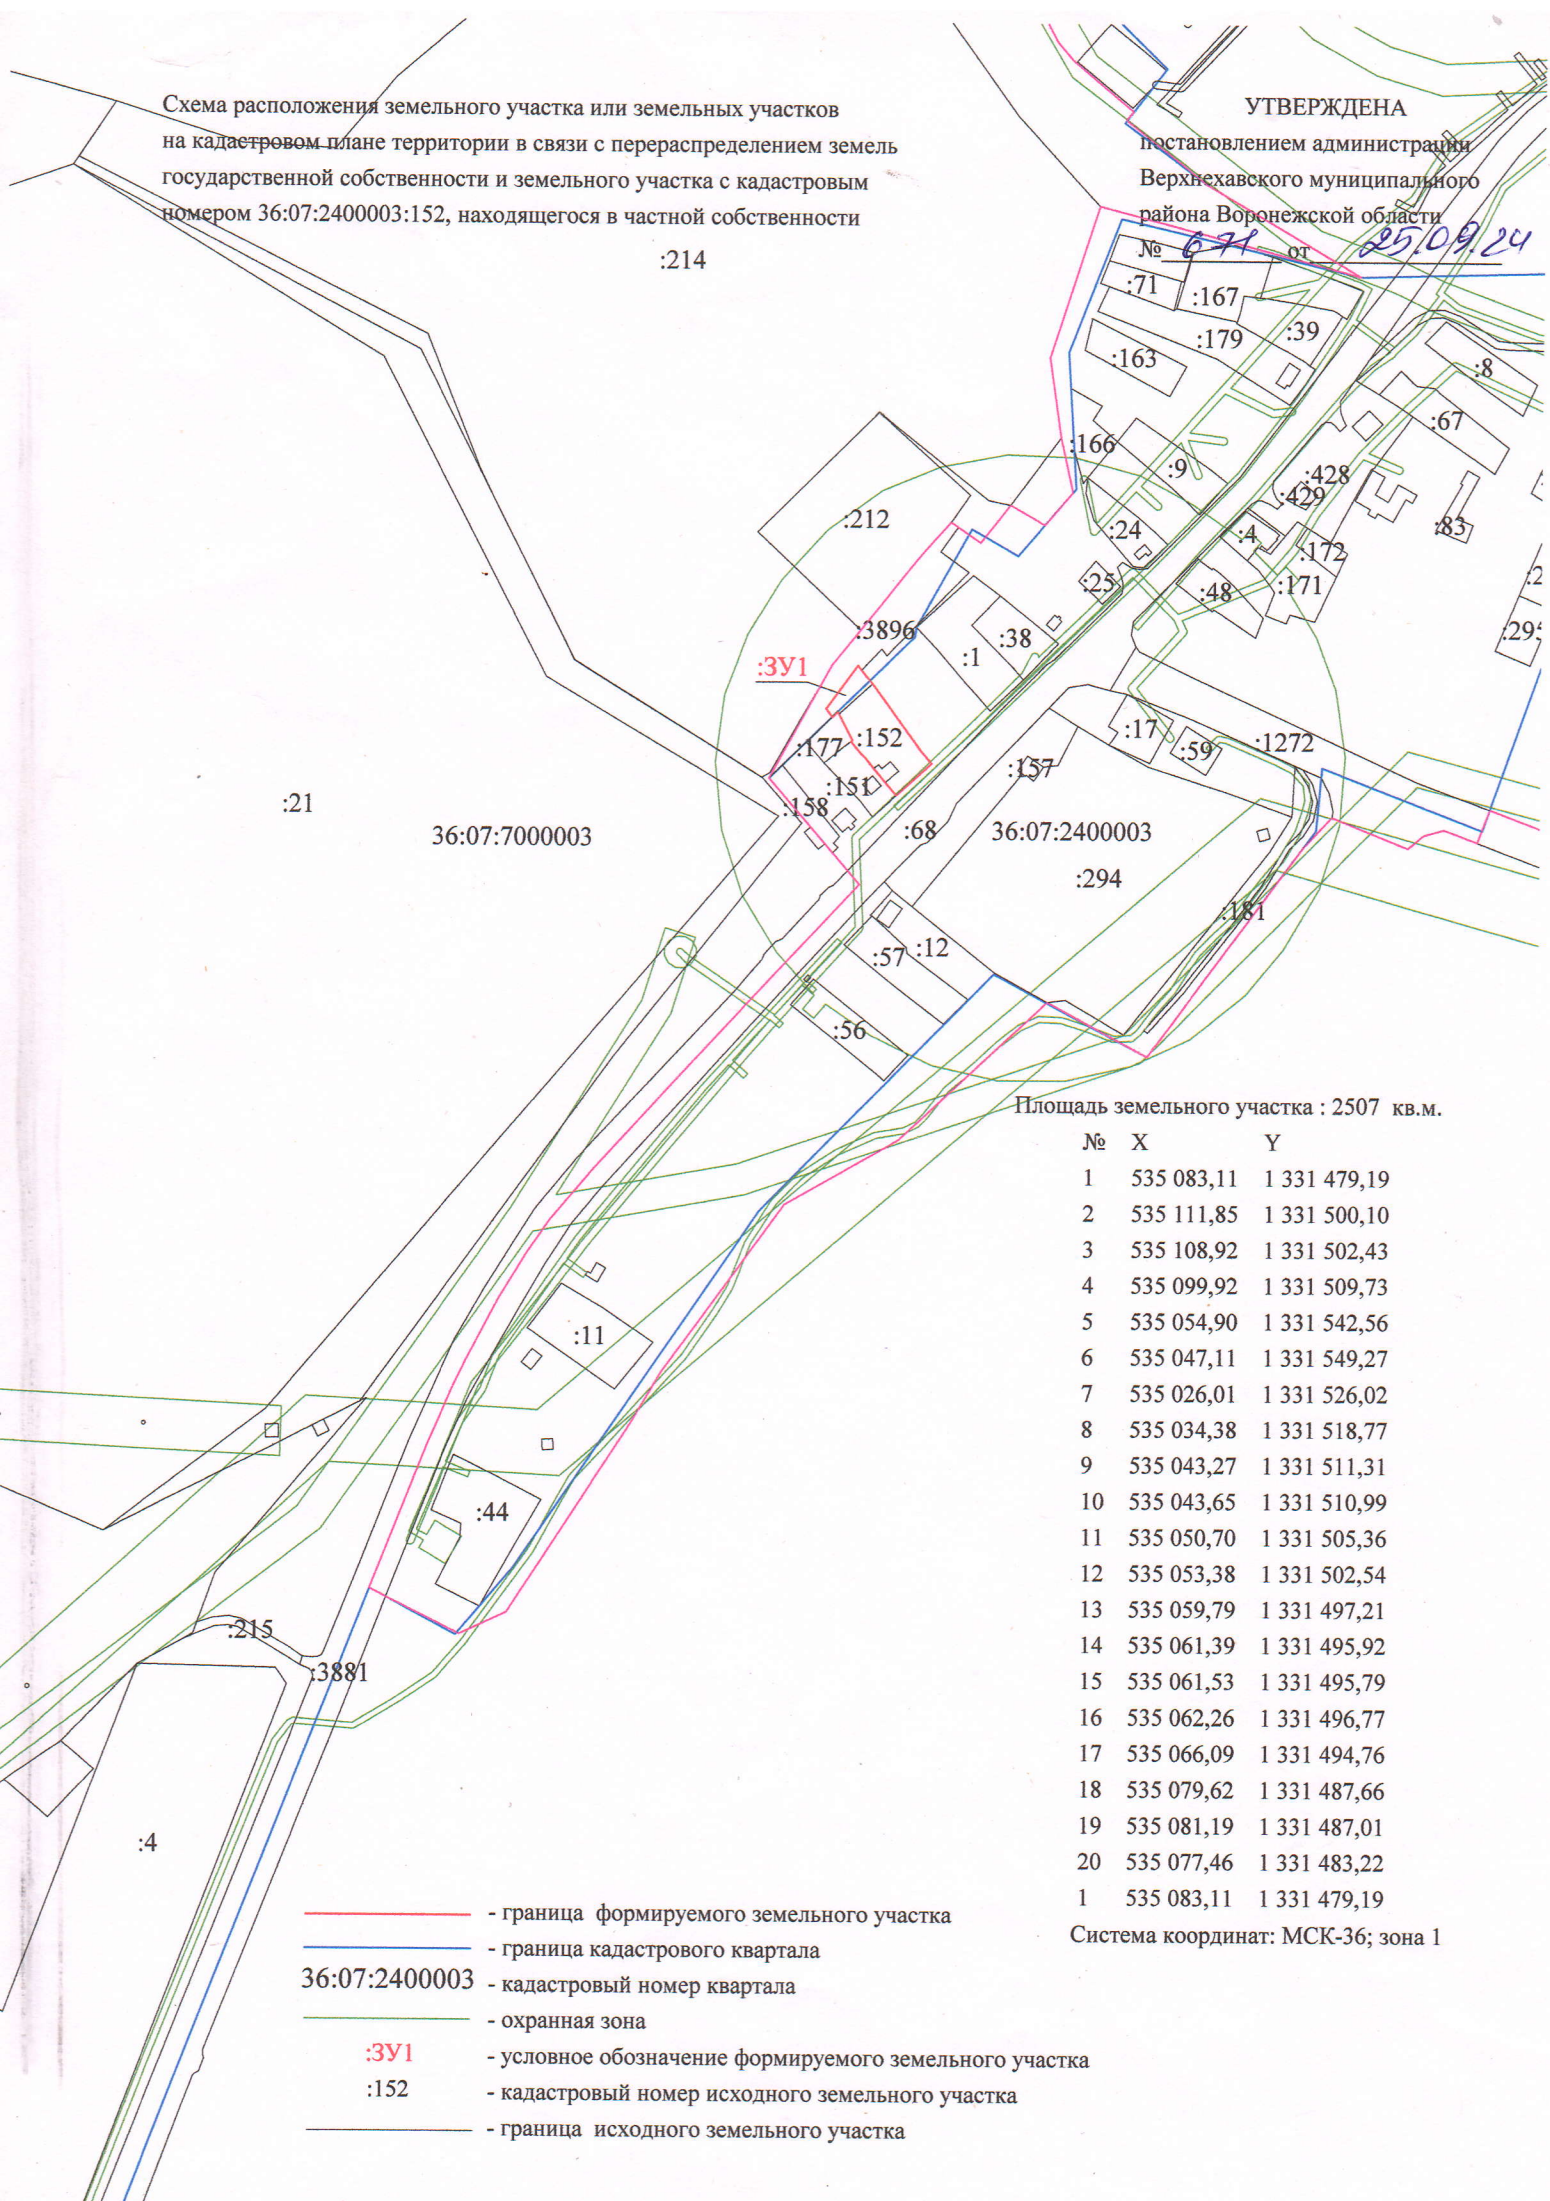 Схема расположения земельного участка или земельных участков
на кадастровом плане территории в связи с перераспределением земель
государственной собственности и земельного участка с кадастровым
номером 36:07:2400003:152, находящегося в частной собственности
УТВЕРЖДЕНА
постановлением администрации
Верхнехавского муниципального
района Воронежской области
№ 671 от 25.09.24
:214
:71
:167
:179
:39
:163
:8
:67
:166
:9
:428
:429
:212
:24
:4
:83
:172
:25
:48
:171
:2
:3896
:38
:295
:1
:ЗУ1
:177
:152
:17
:59
:1272
:151
:157
:158
:21
36:07:7000003
:68
36:07:2400003
:294
:181
:57
:12
:56
Площадь земельного участка : 2507 кв.м.
№ X Y
1 535 083,11 1 331 479,19
2 535 111,85 1 331 500,10
3 535 108,92 1 331 502,43
4 535 099,92 1 331 509,73
5 535 054,90 1 331 542,56
6 535 047,11 1 331 549,27
7 535 026,01 1 331 526,02
8 535 034,38 1 331 518,77
9 535 043,27 1 331 511,31
10 535 043,65 1 331 510,99
11 535 050,70 1 331 505,36
12 535 053,38 1 331 502,54
13 535 059,79 1 331 497,21
14 535 061,39 1 331 495,92
15 535 061,53 1 331 495,79
16 535 062,26 1 331 496,77
17 535 066,09 1 331 494,76
18 535 079,62 1 331 487,66
19 535 081,19 1 331 487,01
20 535 077,46 1 331 483,22
1 535 083,11 1 331 479,19
Система координат: МСК-36; зона 1
:11
:44
:215
:3881
:4
- граница формируемого земельного участка
- граница кадастрового квартала
36:07:2400003 - кадастровый номер квартала
- охранная зона
:ЗУ1 - условное обозначение формируемого земельного участка
:152 - кадастровый номер исходного земельного участка
- граница исходного земельного участка